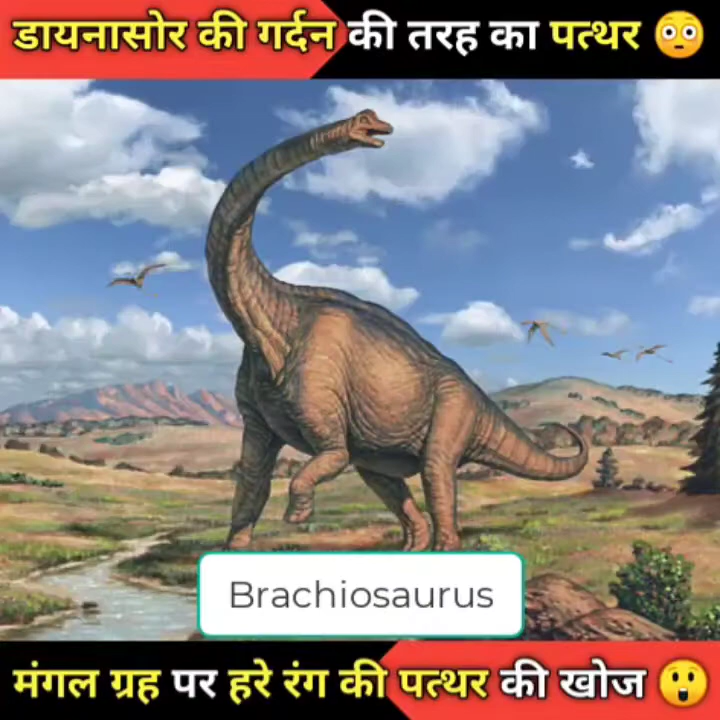 डायनासोर की गर्दन की तरह का पत्थर 😳
Brachiosaurus
मंगल ग्रह पर हरे रंग की पत्थर की खोज 😲